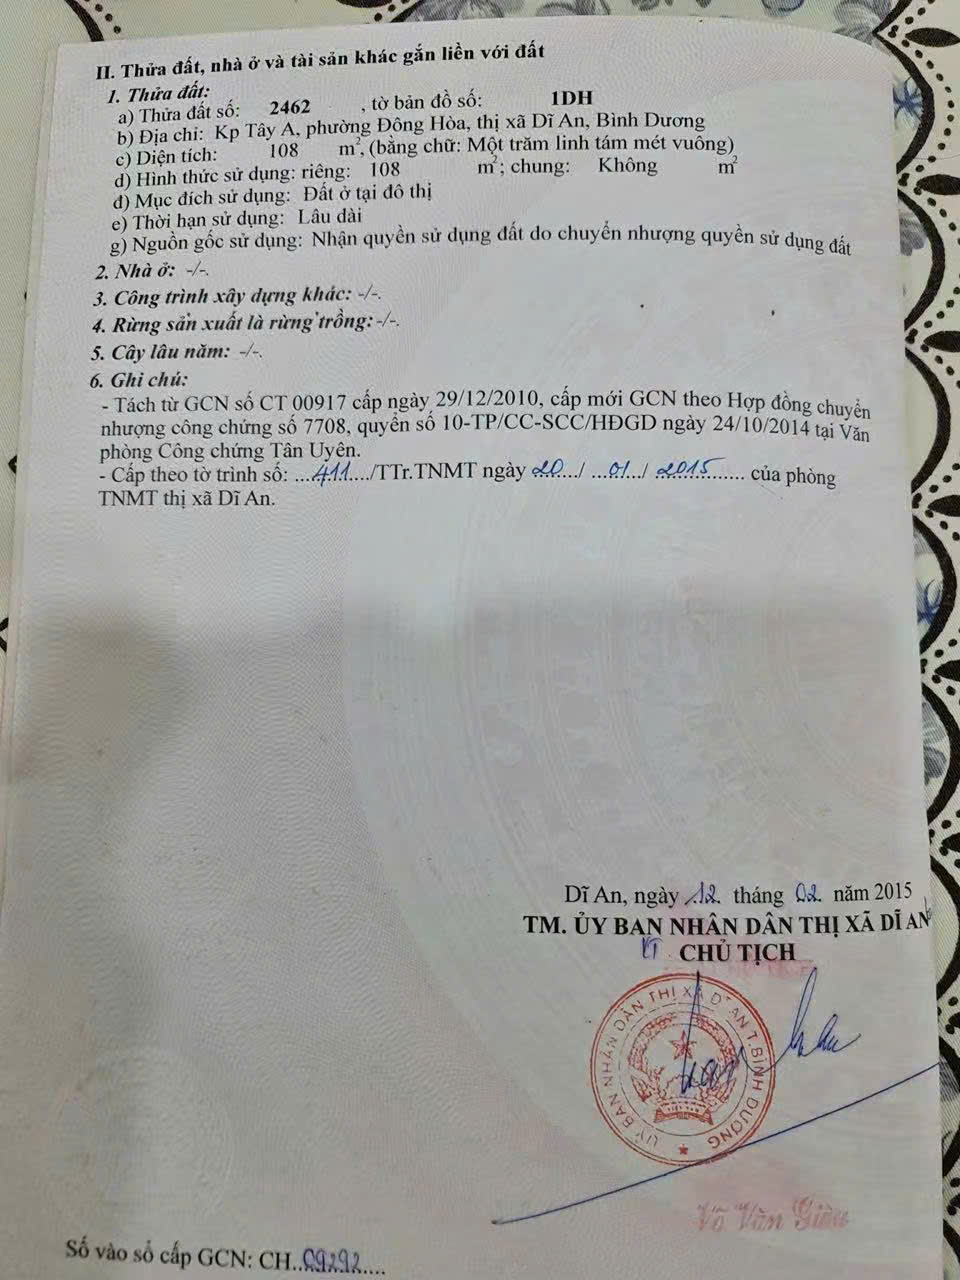 II. Thửa đất, nhà ở và tài sản khác gắn liền với đất
1. Thửa đất:
a) Thửa đất số: 2462 , tờ bản đồ số: 1DH
b) Địa chỉ: Kp Tây A, phường Đông Hòa, thị xã Dĩ An, Bình Dương
c) Diện tích: 108 m², (bằng chữ: Một trăm linh tám mét vuông)
d) Hình thức sử dụng: riêng: 108 m²; chung: Không m²
đ) Mục đích sử dụng: Đất ở tại đô thị
e) Thời hạn sử dụng: Lâu dài
g) Nguồn gốc sử dụng: Nhận quyền sử dụng đất do chuyển nhượng quyền sử dụng đất
2. Nhà ở: -/-.
3. Công trình xây dựng khác: -/-.
4. Rừng sản xuất là rừng trồng: -/-.
5. Cây lâu năm: -/-.
6. Ghi chú:
- Tách từ GCN số CT 00917 cấp ngày 29/12/2010, cấp mới GCN theo Hợp đồng chuyển
nhượng công chứng số 7708, quyển số 10-TP/CC-SCC/HĐGD ngày 24/10/2014 tại Văn
phòng Công chứng Tân Uyên.
- Cấp theo tờ trình số: ...411..../TTr.TNMT ngày 20.../ ...01.../ 2015......... của phòng
TNMT thị xã Dĩ An.
Dĩ An, ngày 12 tháng 02 năm 2015
TM. ỦY BAN NHÂN DÂN THỊ XÃ DĨ AN
KT CHỦ TỊCH
ỦY BAN NHÂN DÂN THỊ XÃ DĨ AN T.BÌNH DƯƠNG
Võ Văn Giàu
Số vào sổ cấp GCN: CH..09292....